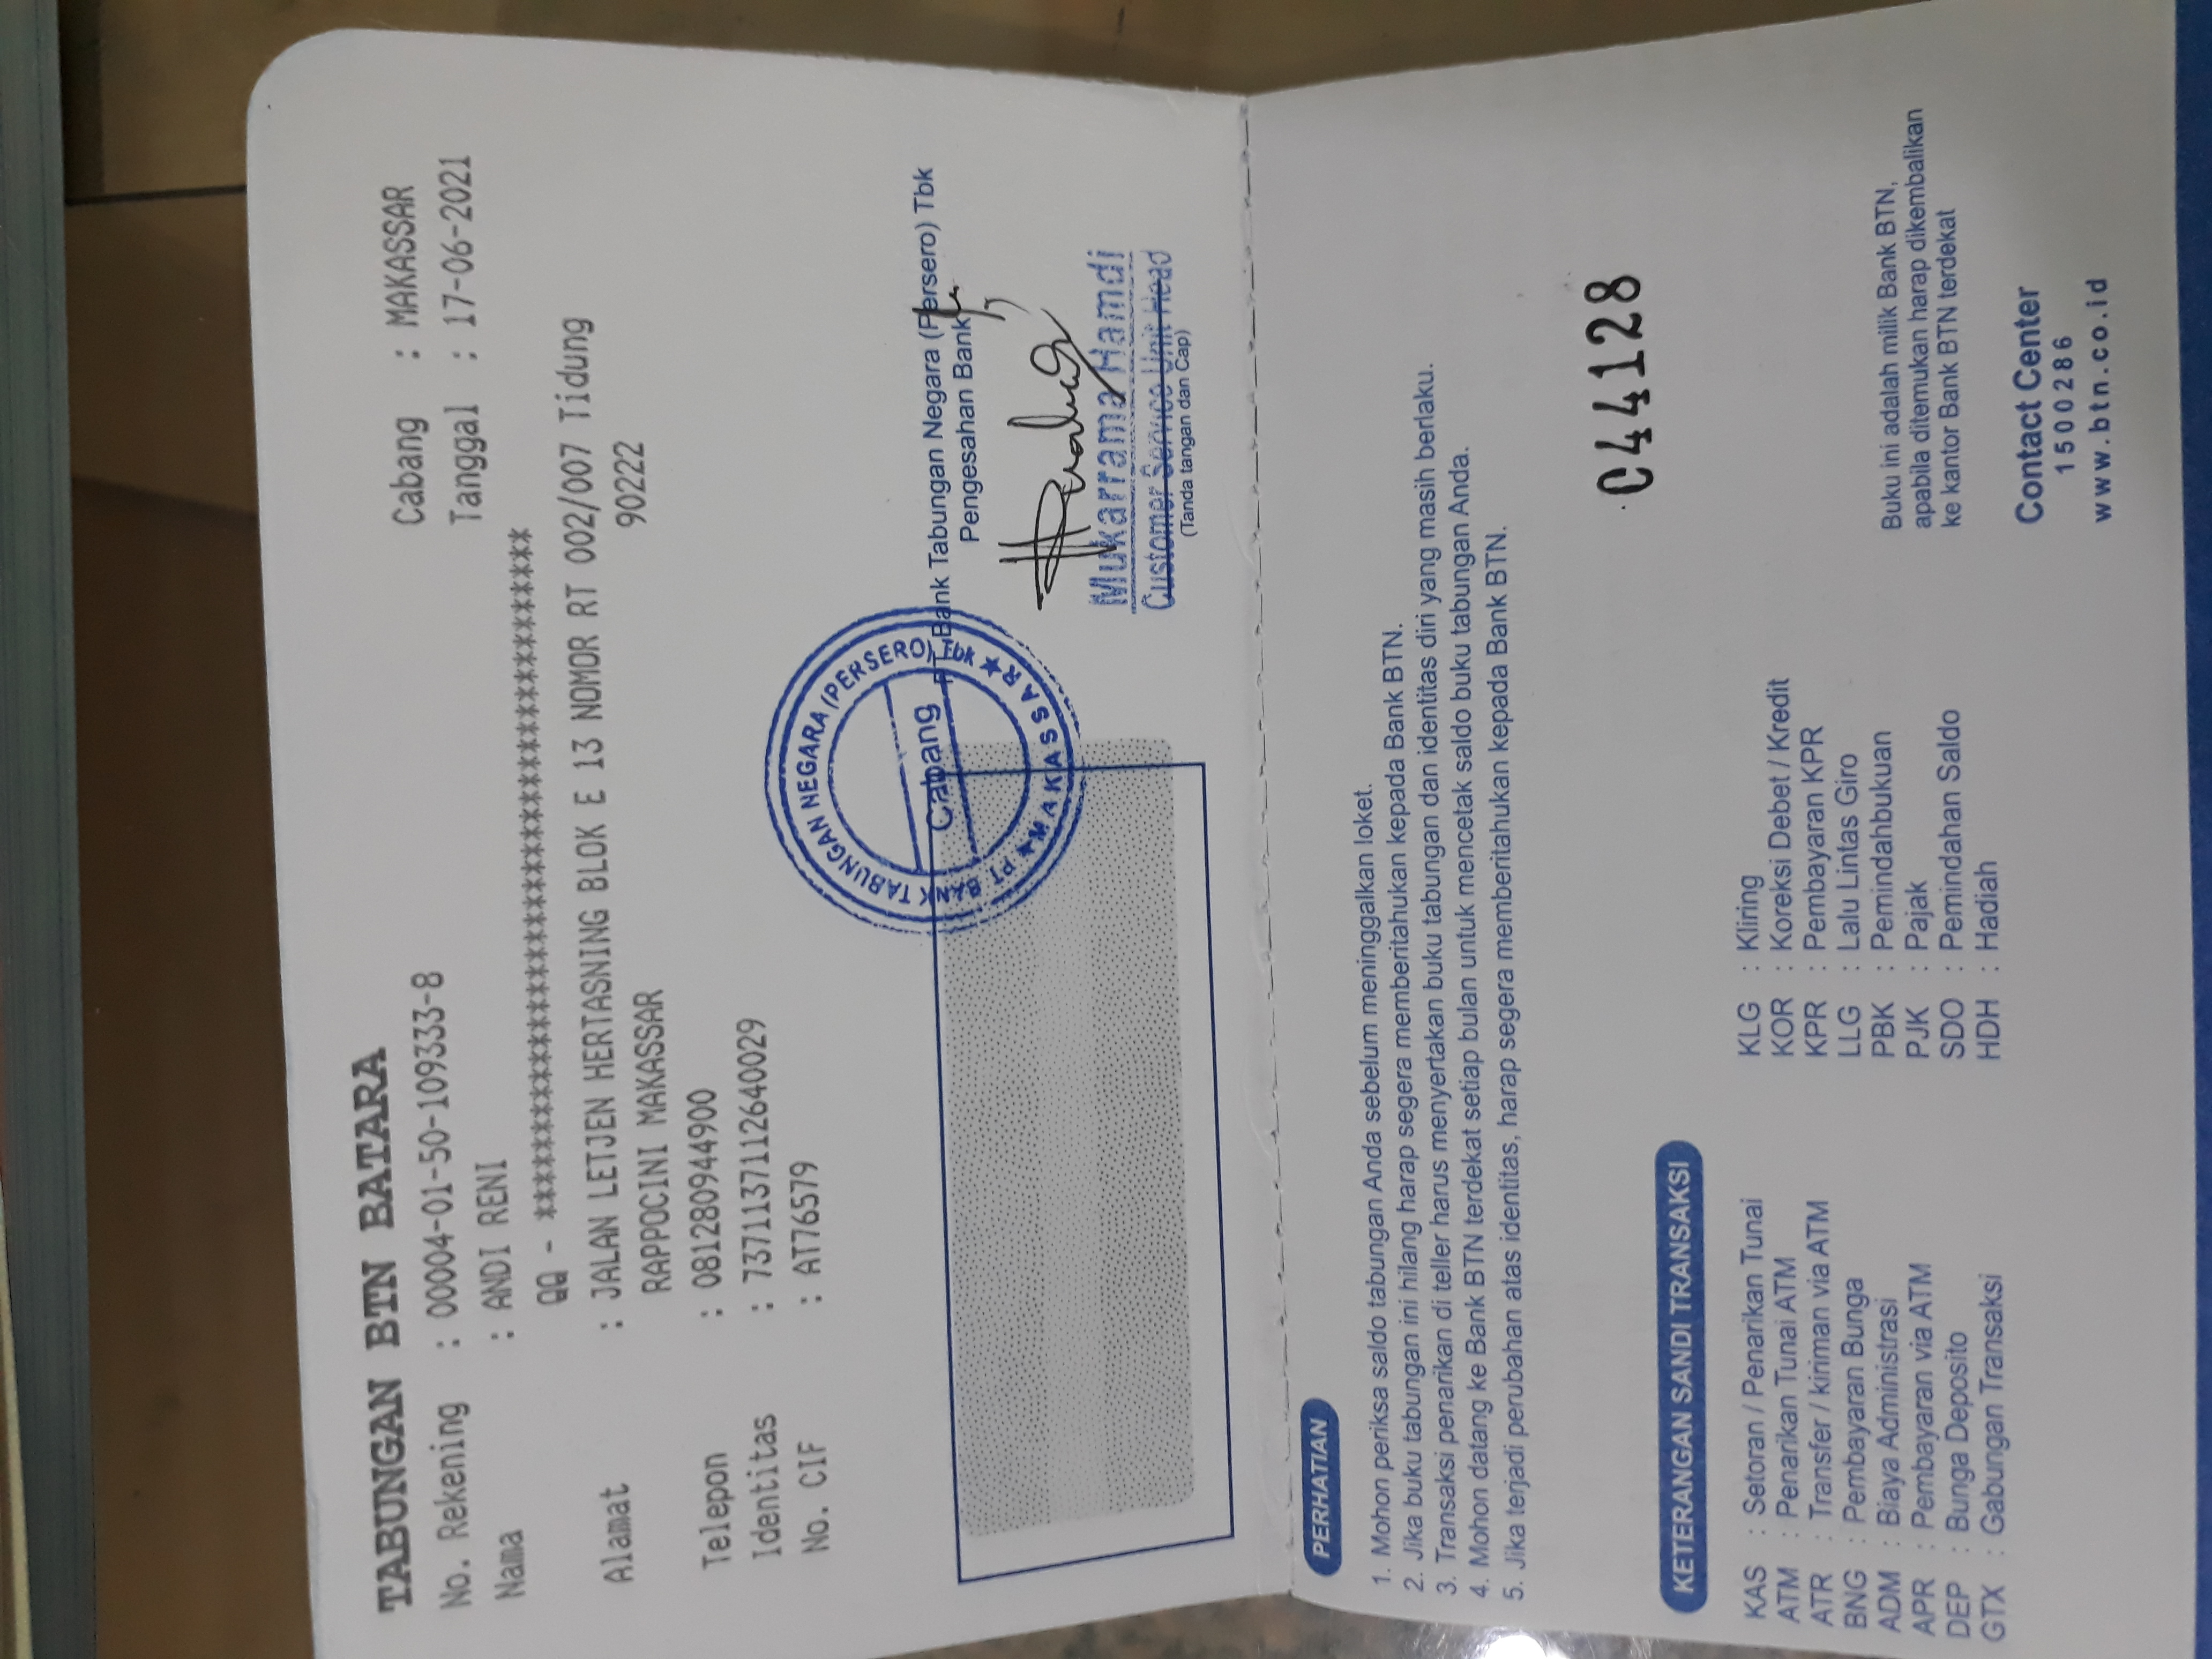 TABUNGAN BTN BATARA
No. Rekening : 00004-01-50-109333-8 Cabang : MAKASSAR
Nama : ANDI RENI Tanggal : 17-06-2021
QQ - ****************************************
Alamat : JALAN LETJEN HERTASNING BLOK E 13 NOMOR RT 002/007 Tidung
RAPPOCINI MAKASSAR 90222
Telepon : 081280944900
Identitas : 7371137112640029
No. CIF : AT76579
PT Bank Tabungan Negara (Persero) Tbk
Pengesahan Bank
PT BANK TABUNGAN NEGARA (PERSERO) Tbk
Cabang
★ MAKASSAR ★
Mukarrama Hamdi
Customer Service Unit Head
(Tanda tangan dan Cap)
PERHATIAN
1. Mohon periksa saldo tabungan Anda sebelum meninggalkan loket.
2. Jika buku tabungan ini hilang harap segera memberitahukan kepada Bank BTN.
3. Transaksi penarikan di teller harus menyertakan buku tabungan dan identitas diri yang masih berlaku.
4. Mohon datang ke Bank BTN terdekat setiap bulan untuk mencetak saldo buku tabungan Anda.
5. Jika terjadi perubahan atas identitas, harap segera memberitahukan kepada Bank BTN.
C44128
KETERANGAN SANDI TRANSAKSI
KAS : Setoran / Penarikan Tunai
ATM : Penarikan Tunai ATM
ATR : Transfer / kiriman via ATM
BNG : Pembayaran Bunga
ADM : Biaya Administrasi
APR : Pembayaran via ATM
DEP : Bunga Deposito
GTX : Gabungan Transaksi
KLG : Kliring
KOR : Koreksi Debet / Kredit
KPR : Pembayaran KPR
LLG : Lalu Lintas Giro
PBK : Pemindahbukuan
PJK : Pajak
SDO : Pemindahan Saldo
HDH : Hadiah
Buku ini adalah milik Bank BTN,
apabila ditemukan harap dikembalikan
ke kantor Bank BTN terdekat
Contact Center
1500286
www.btn.co.id